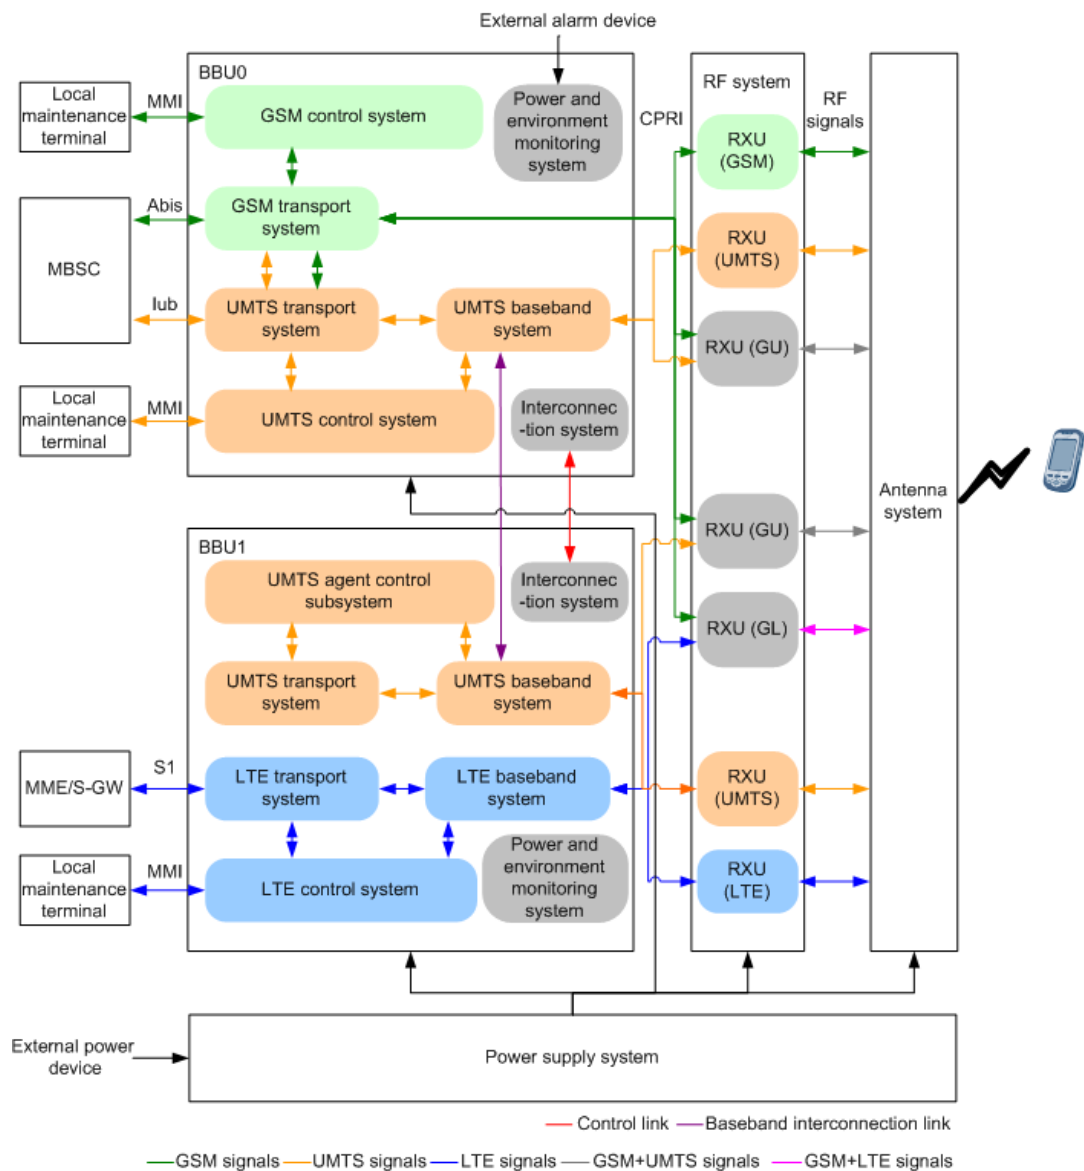 External alarm device
BBU0
Local
maintenance
terminal
MMI
GSM control system
Power and
environment
monitoring
system
CPRI
RF system
RF
signals
RXU
(GSM)
MBSC
Abis
GSM transport
system
RXU
(UMTS)
Iub
UMTS transport
system
UMTS baseband
system
RXU (GU)
Local
maintenance
terminal
MMI
UMTS control system
Interconnec
-tion system
Antenna
system
BBU1
UMTS agent control
subsystem
Interconnec
-tion system
RXU (GU)
RXU (GL)
UMTS transport
system
UMTS baseband
system
MME/S-GW
S1
LTE transport
system
LTE baseband
system
RXU
(UMTS)
Local
maintenance
terminal
MMI
LTE control system
Power and
environment
monitoring
system
RXU
(LTE)
External power
device
Power supply system
Control link
Baseband interconnection link
GSM signals
UMTS signals
LTE signals
GSM+UMTS signals
GSM+LTE signals